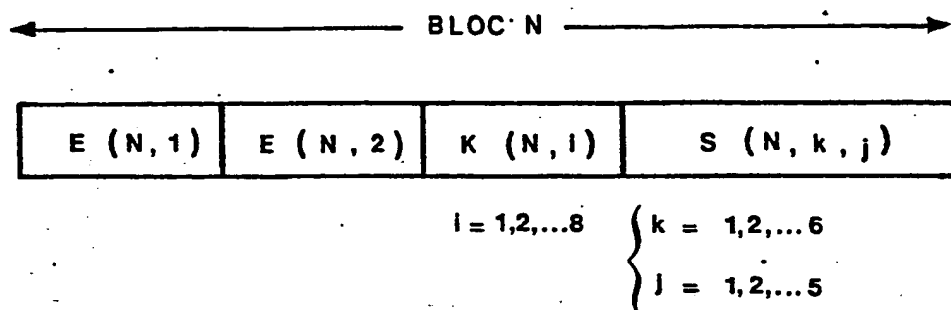 BLOC N
E (N, 1) E (N, 2) K (N, i) S (N, k, j)
i = 1,2,...8 k = 1,2,...6
j = 1,2,...5